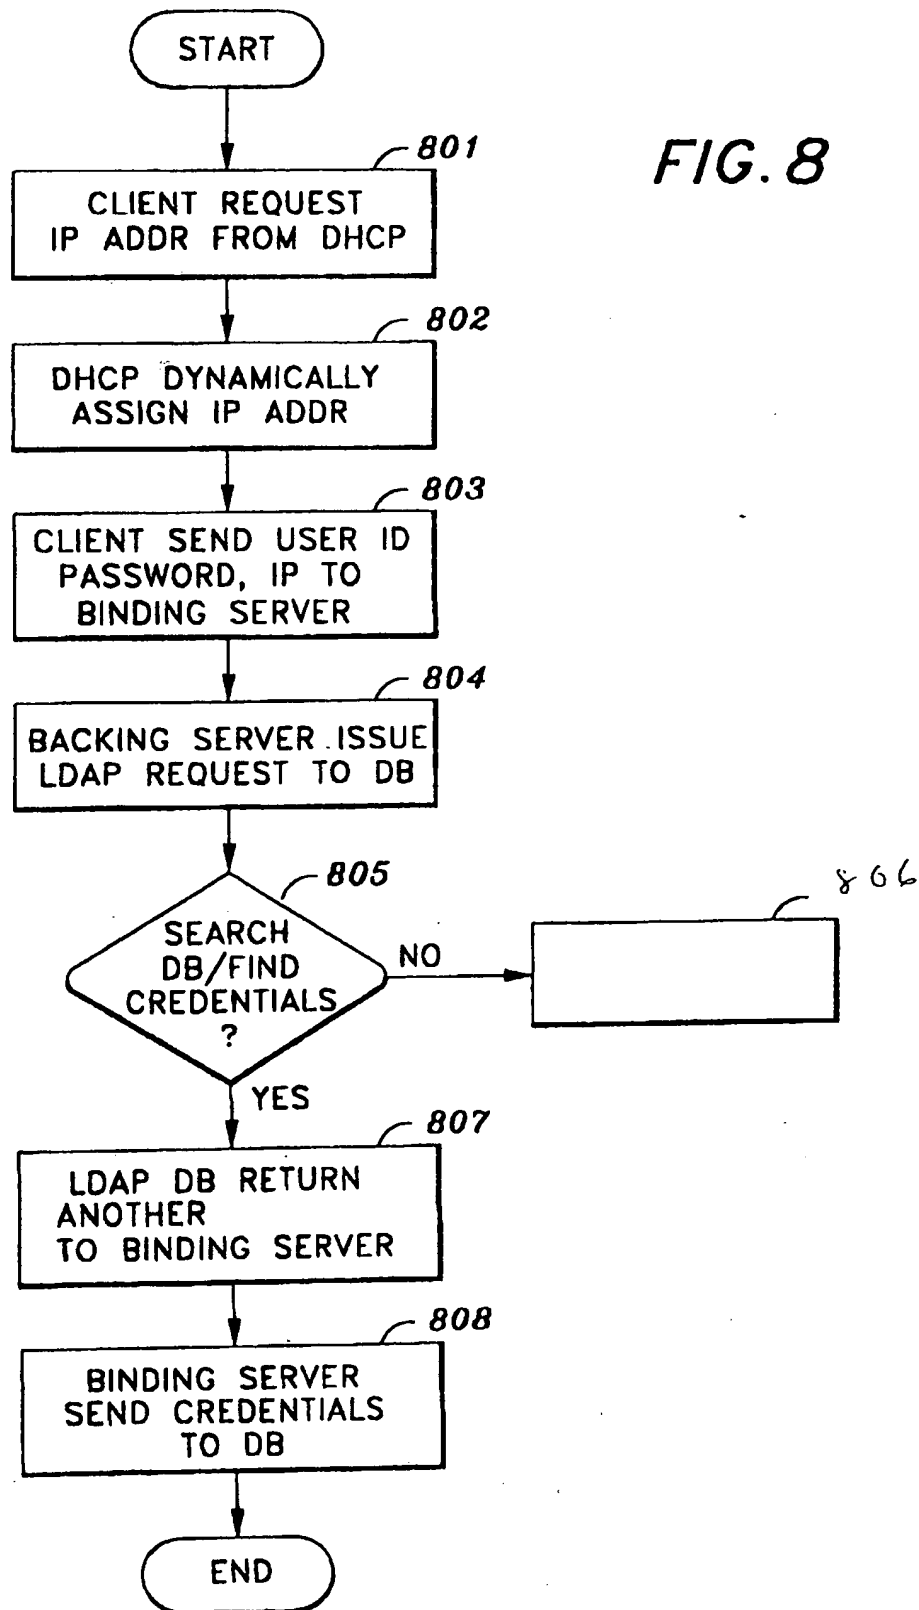 START
FIG. 8
801
CLIENT REQUEST
IP ADDR FROM DHCP
802
DHCP DYNAMICALLY
ASSIGN IP ADDR
803
CLIENT SEND USER ID
PASSWORD, IP TO
BINDING SERVER
804
BACKING SERVER ISSUE
LDAP REQUEST TO DB
805
SEARCH
DB/FIND
CREDENTIALS
?
NO
806
YES
807
LDAP DB RETURN
ANOTHER
TO BINDING SERVER
808
BINDING SERVER
SEND CREDENTIALS
TO DB
END